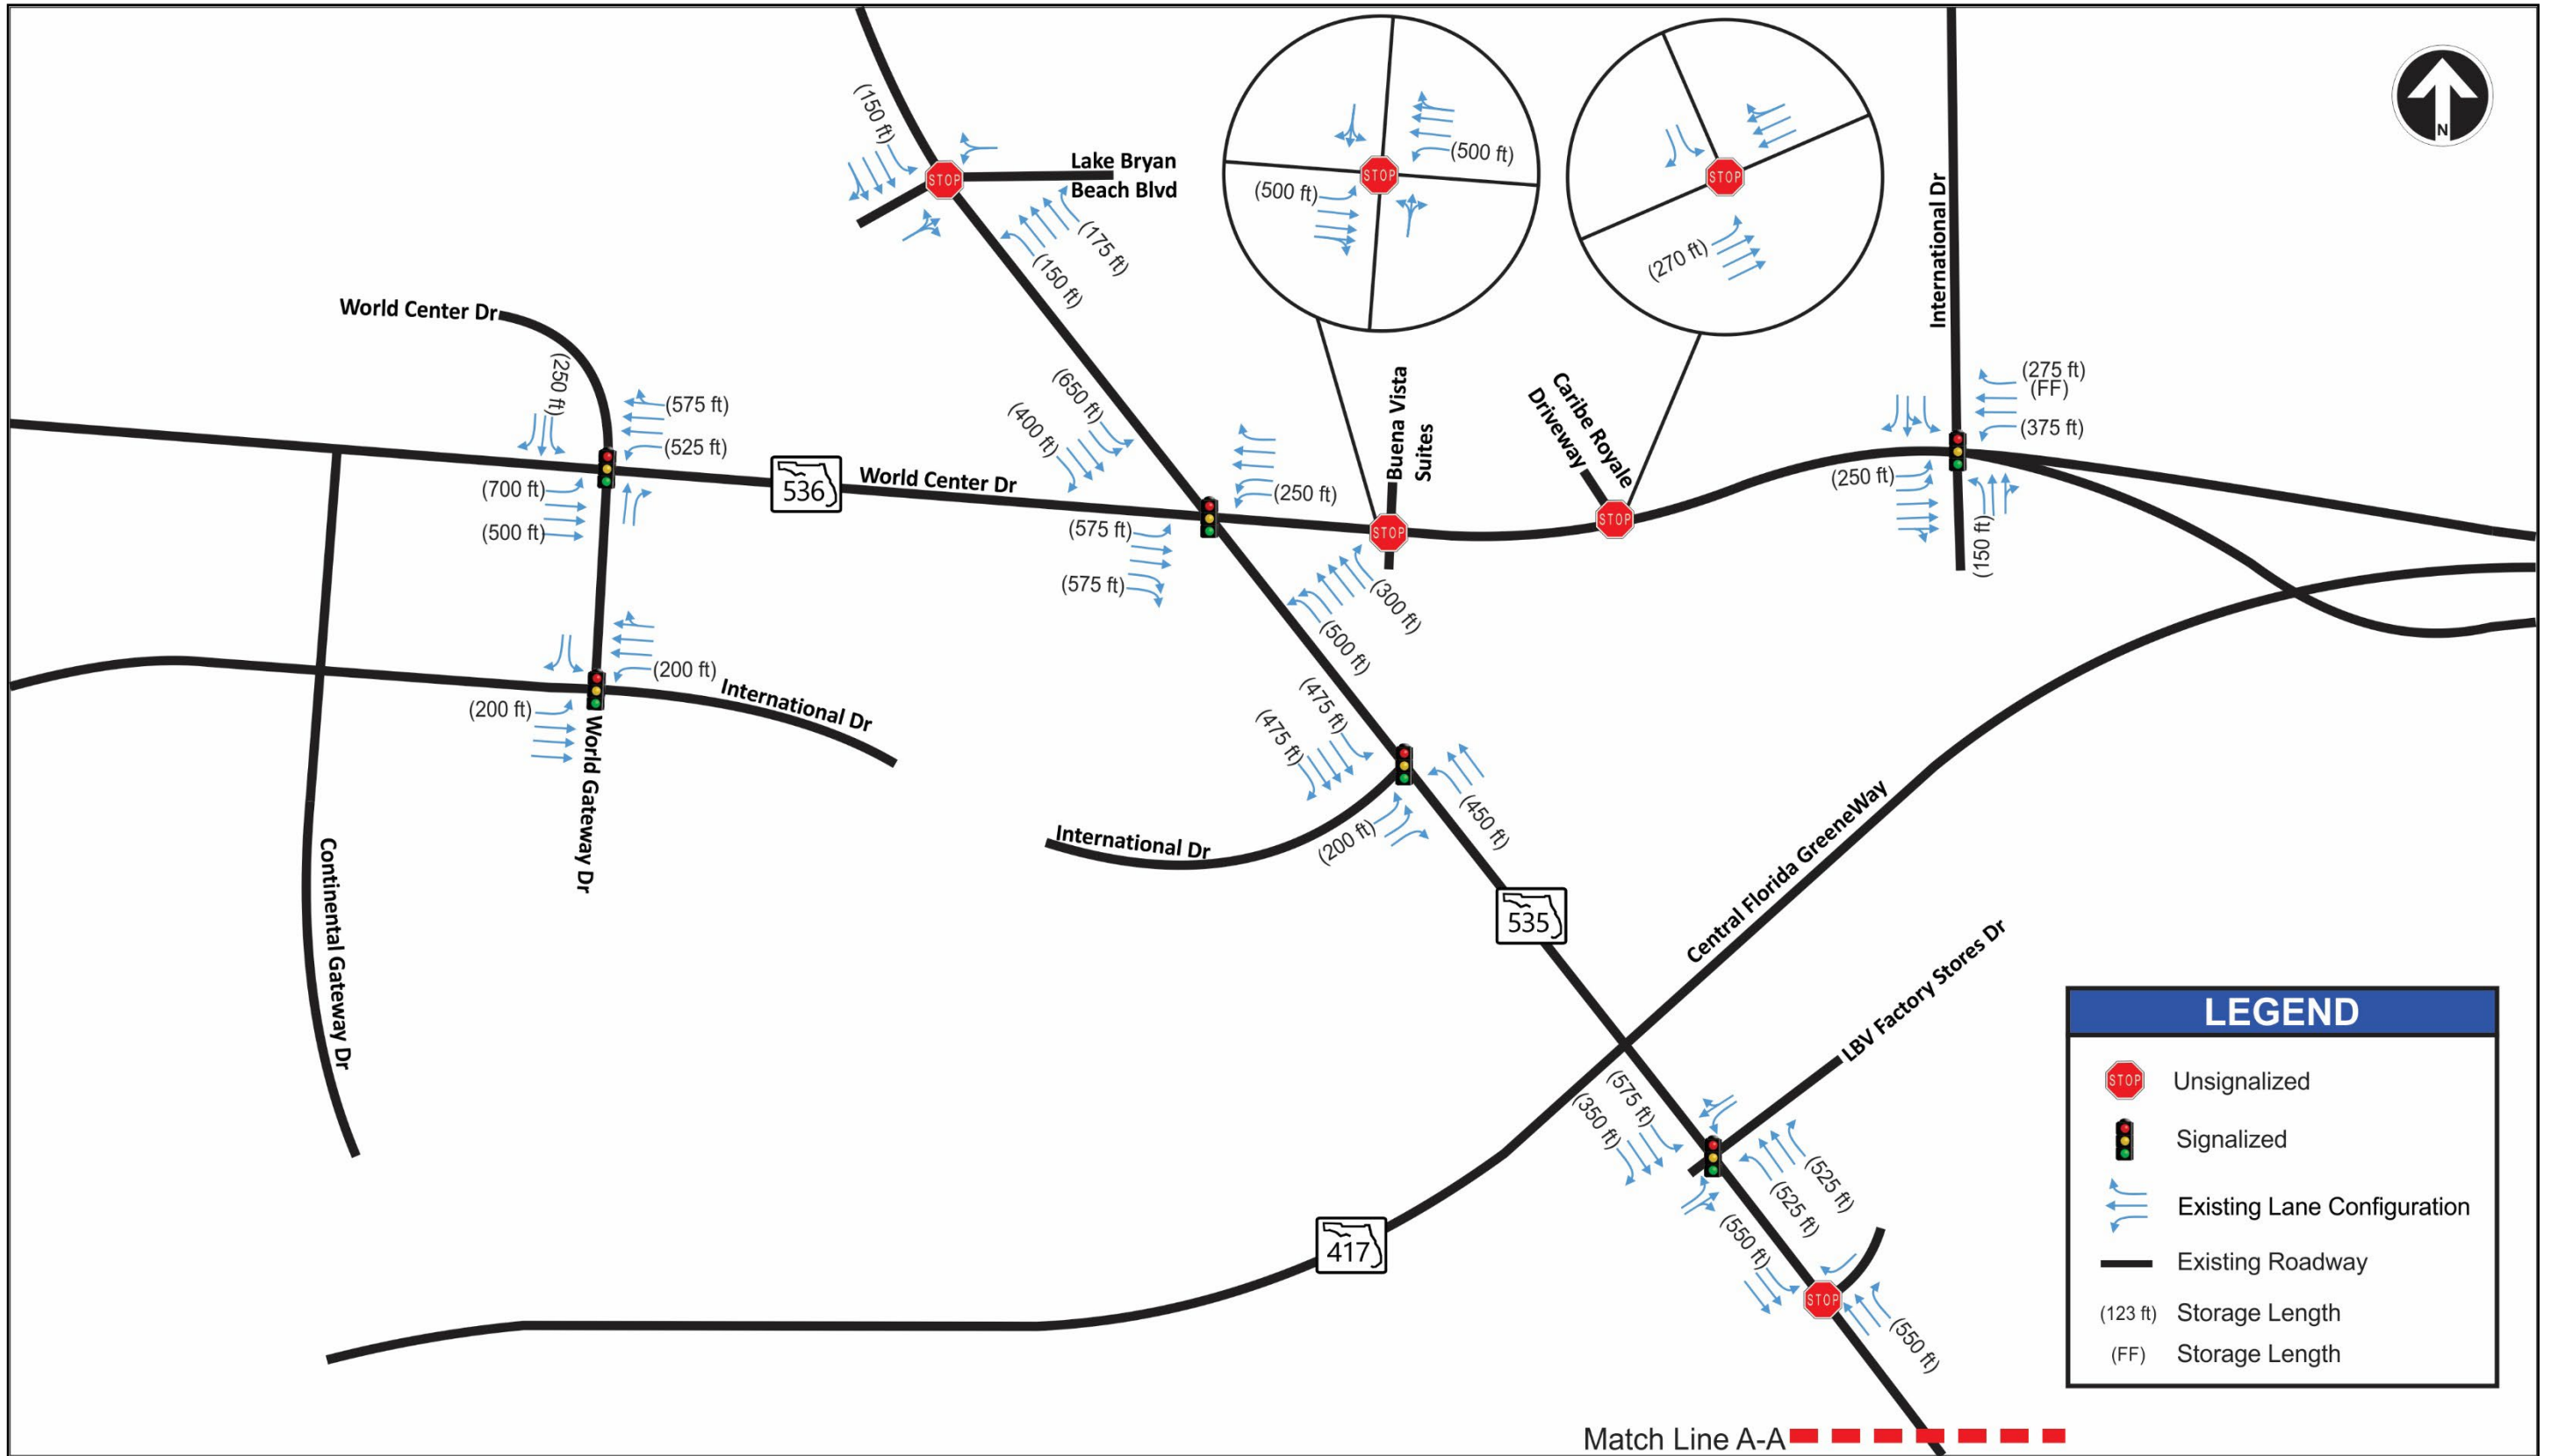 (150 ft)
STOP
Lake Bryan
Beach Blvd
(175 ft)
(150 ft)
STOP
(500 ft)
(500 ft)
STOP
(270 ft)
N
International Dr
World Center Dr
(250 ft)
(575 ft)
(525 ft)
(700 ft)
(500 ft)
536
World Center Dr
(650 ft)
(400 ft)
(250 ft)
(575 ft)
(575 ft)
Buena Vista
Suites
STOP
Caribe Royale
Driveway
STOP
(275 ft)
(FF)
(375 ft)
(250 ft)
(150 ft)
(300 ft)
(500 ft)
(200 ft)
(200 ft)
International Dr
World Gateway Dr
Continental Gateway Dr
(475 ft)
(475 ft)
(450 ft)
(200 ft)
International Dr
535
Central Florida GreeneWay
LBV Factory Stores Dr
(575 ft)
(350 ft)
(525 ft)
(525 ft)
(550 ft)
STOP
(550 ft)
417
LEGEND
STOP Unsignalized
Signalized
Existing Lane Configuration
Existing Roadway
(123 ft) Storage Length
(FF) Storage Length
Match Line A-A